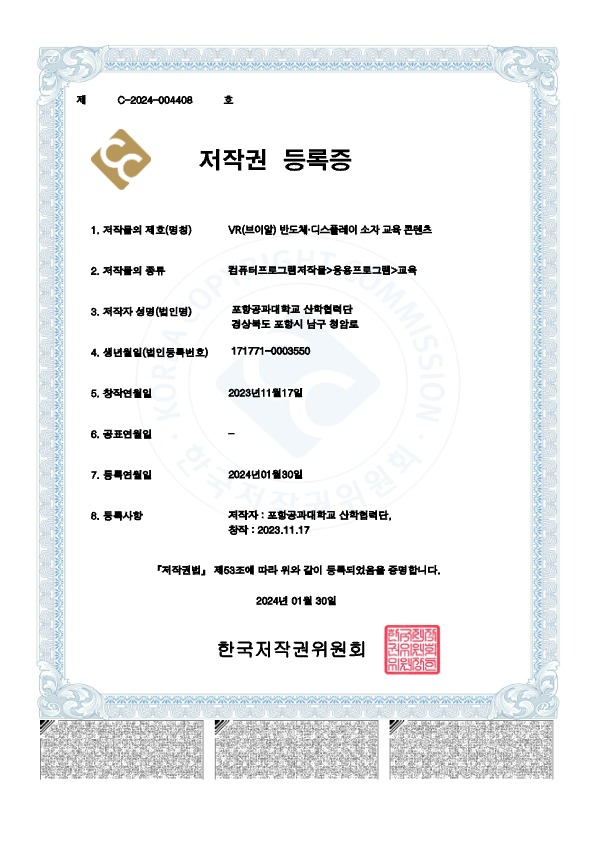 제 C-2024-004408 호
저작권 등록증
1. 저작물의 제호(명칭) VR(브이알) 반도체·디스플레이 소자 교육 콘텐츠
2. 저작물의 종류 컴퓨터프로그램저작물>응용프로그램>교육
3. 저작자 성명(법인명) 포항공과대학교 산학협력단
경상북도 포항시 남구 청암로
4. 생년월일(법인등록번호) 171771-0003550
5. 창작연월일 2023년11월17일
6. 공표연월일 –
7. 등록연월일 2024년01월30일
8. 등록사항 저작자 : 포항공과대학교 산학협력단,
창작 : 2023.11.17
『저작권법』 제53조에 따라 위와 같이 등록되었음을 증명합니다.
2024년 01월 30일
한국저작권위원회
KOREA COPYRIGHT COMMISSION
한국저작권위원회